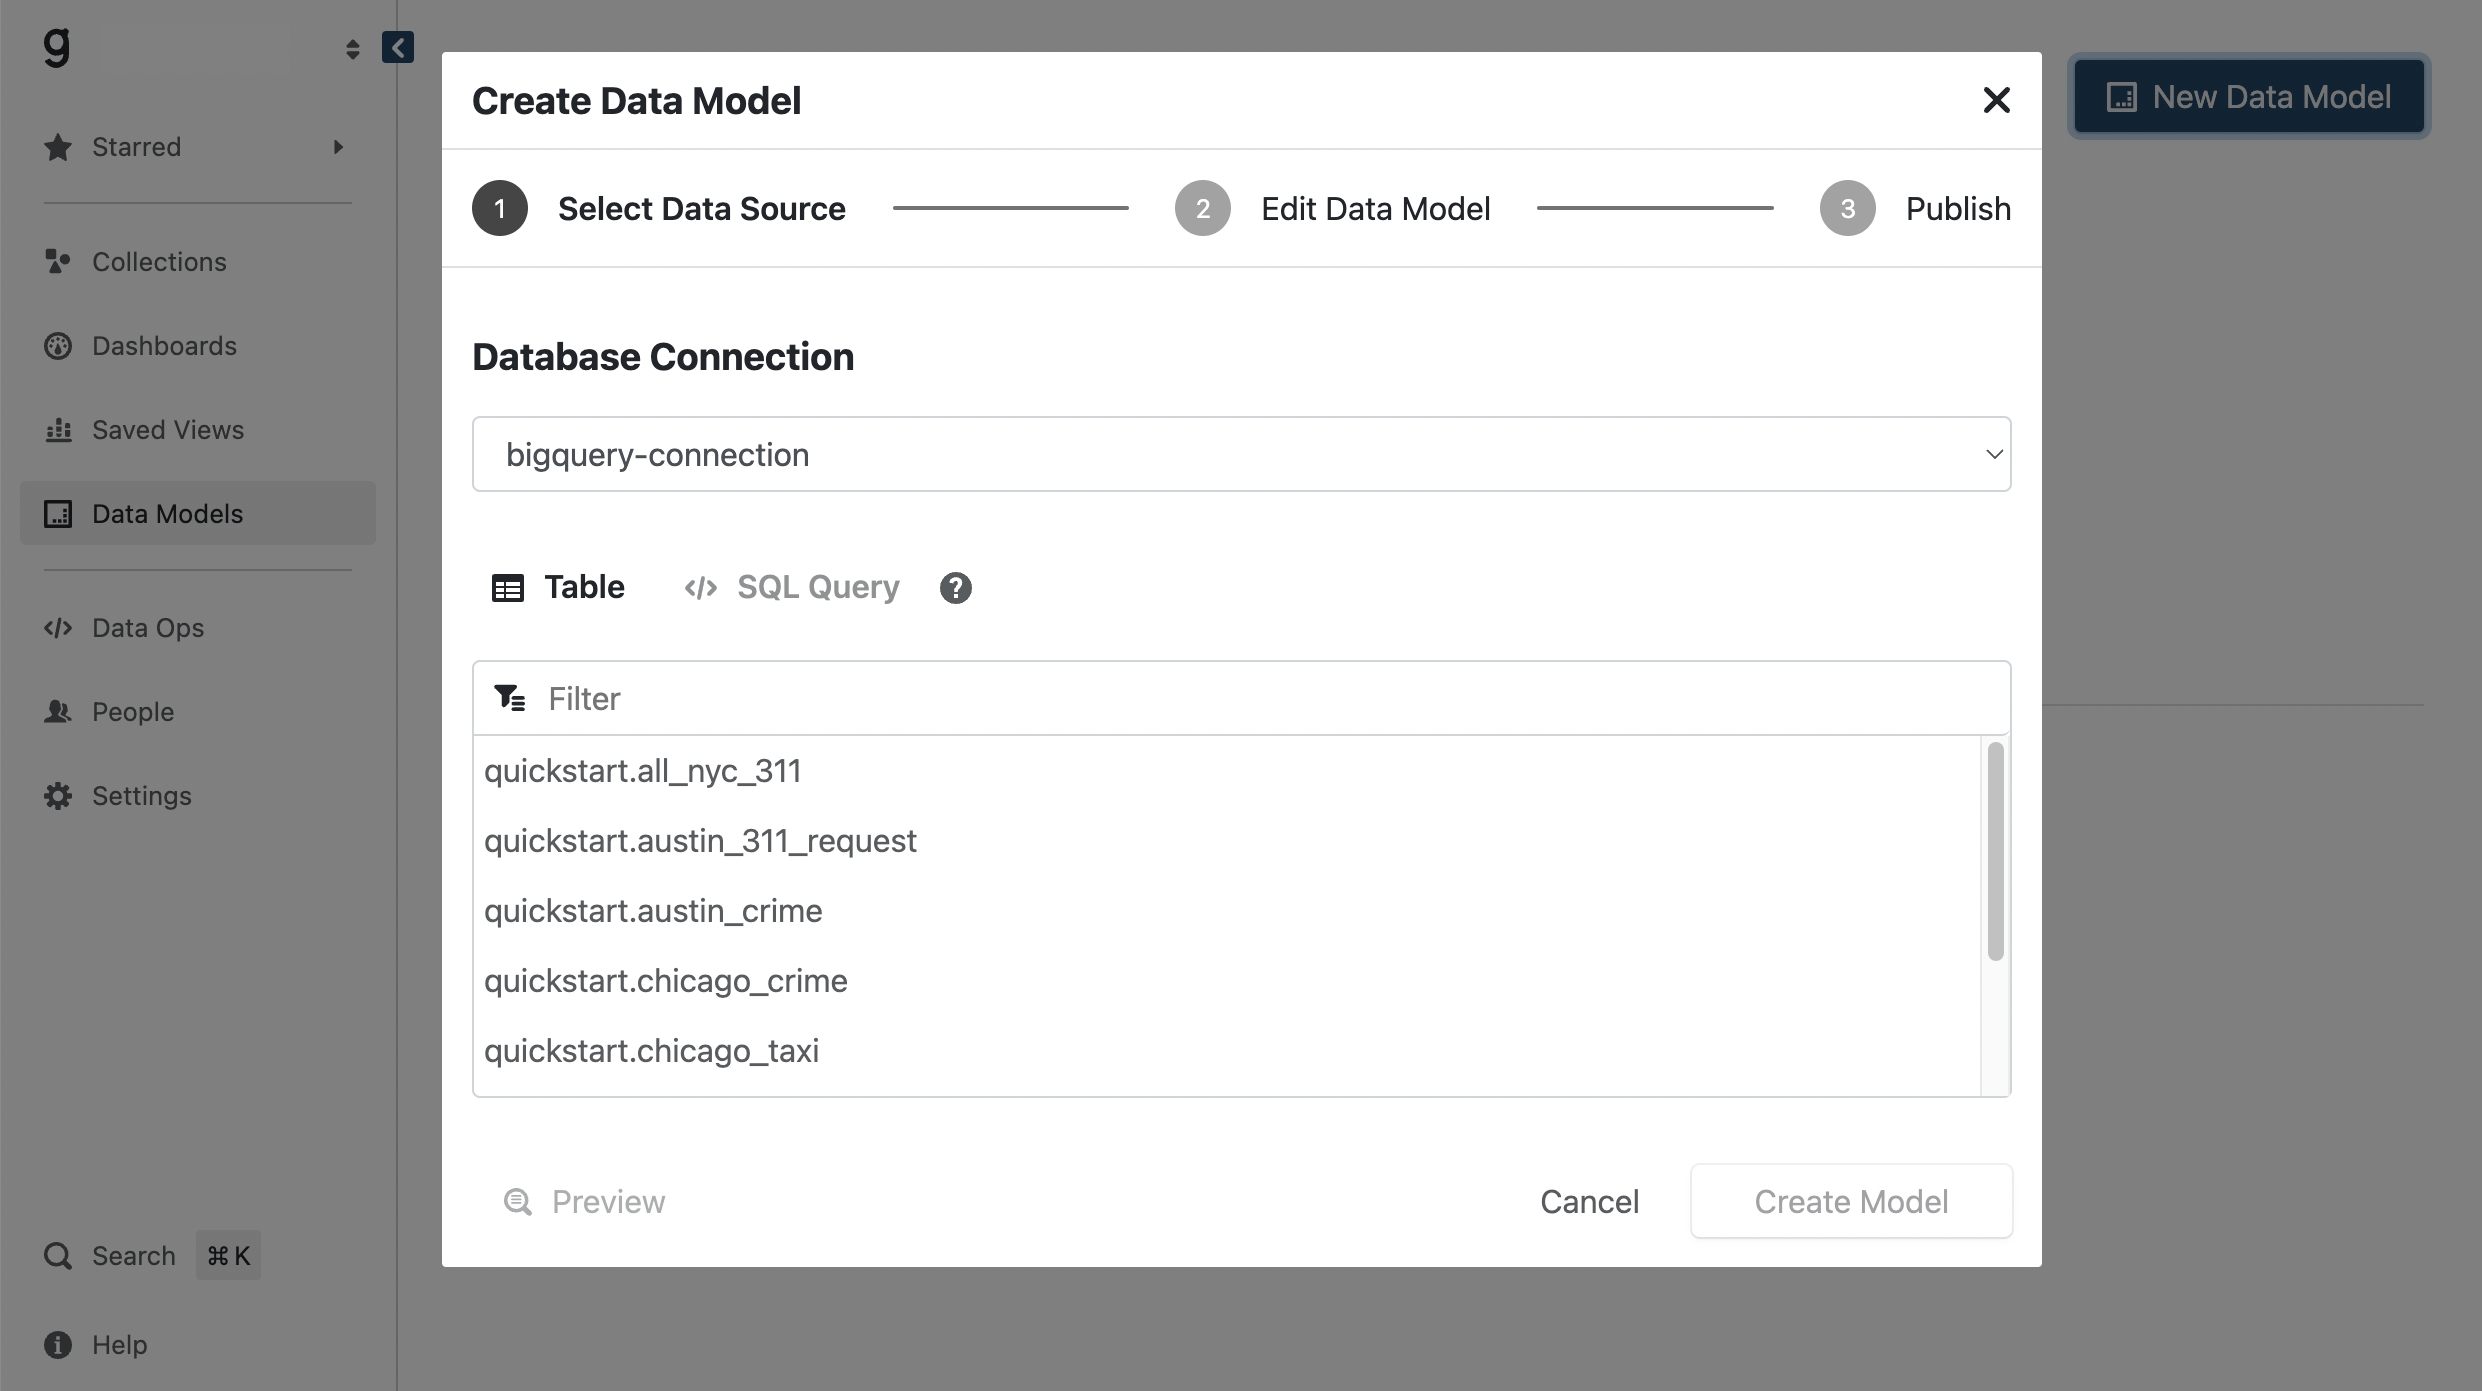 g
Starred
Collections
Dashboards
Saved Views
Data Models
Data Ops
People
Settings
Search ⌘ K
Help
New Data Model
Create Data Model
1 Select Data Source
2 Edit Data Model
3 Publish
Database Connection
bigquery-connection
Table
SQL Query
?
Filter
quickstart.all_nyc_311
quickstart.austin_311_request
quickstart.austin_crime
quickstart.chicago_crime
quickstart.chicago_taxi
Preview
Cancel
Create Model